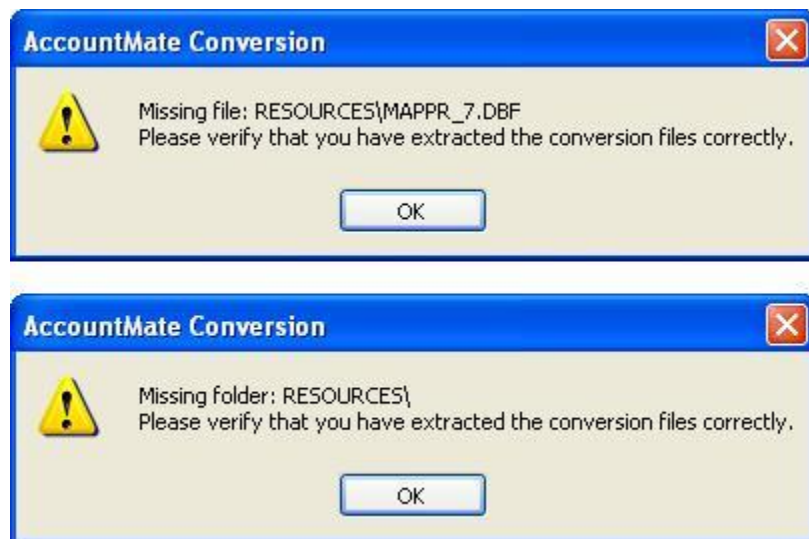 AccountMate Conversion
Missing file: RESOURCES\MAPPR_7.DBF
Please verify that you have extracted the conversion files correctly.
OK
AccountMate Conversion
Missing folder: RESOURCES\
Please verify that you have extracted the conversion files correctly.
OK